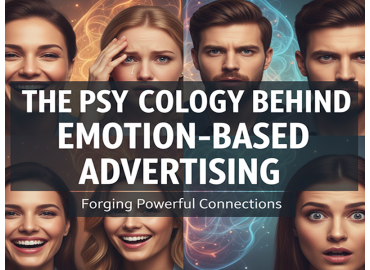 THE PSY COLOGY BEHIND
EMOTION-BASED
ADVERTISING
Forging Powerful Connections